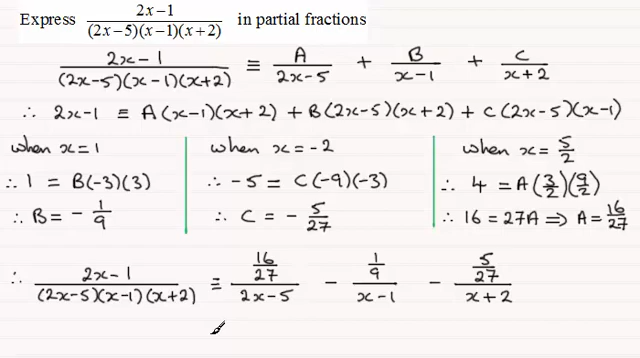 Express (2x−1)/((2x−5)(x−1)(x+2)) in partial fractions
(2x−1)/((2x−5)(x−1)(x+2)) ≡ A/(2x−5) + B/(x−1) + C/(x+2)
∴ 2x−1 ≡ A(x−1)(x+2) + B(2x−5)(x+2) + C(2x−5)(x−1)
when x=1
∴ 1 = B(−3)(3)
∴ B = −1/9
when x=−2
∴ −5 = C(−9)(−3)
∴ C = −5/27
when x=5/2
∴ 4 = A(3/2)(9/2)
∴ 16 = 27A ⇒ A = 16/27
∴ (2x−1)/((2x−5)(x−1)(x+2)) ≡ (16/27)/(2x−5) − (1/9)/(x−1) − (5/27)/(x+2)